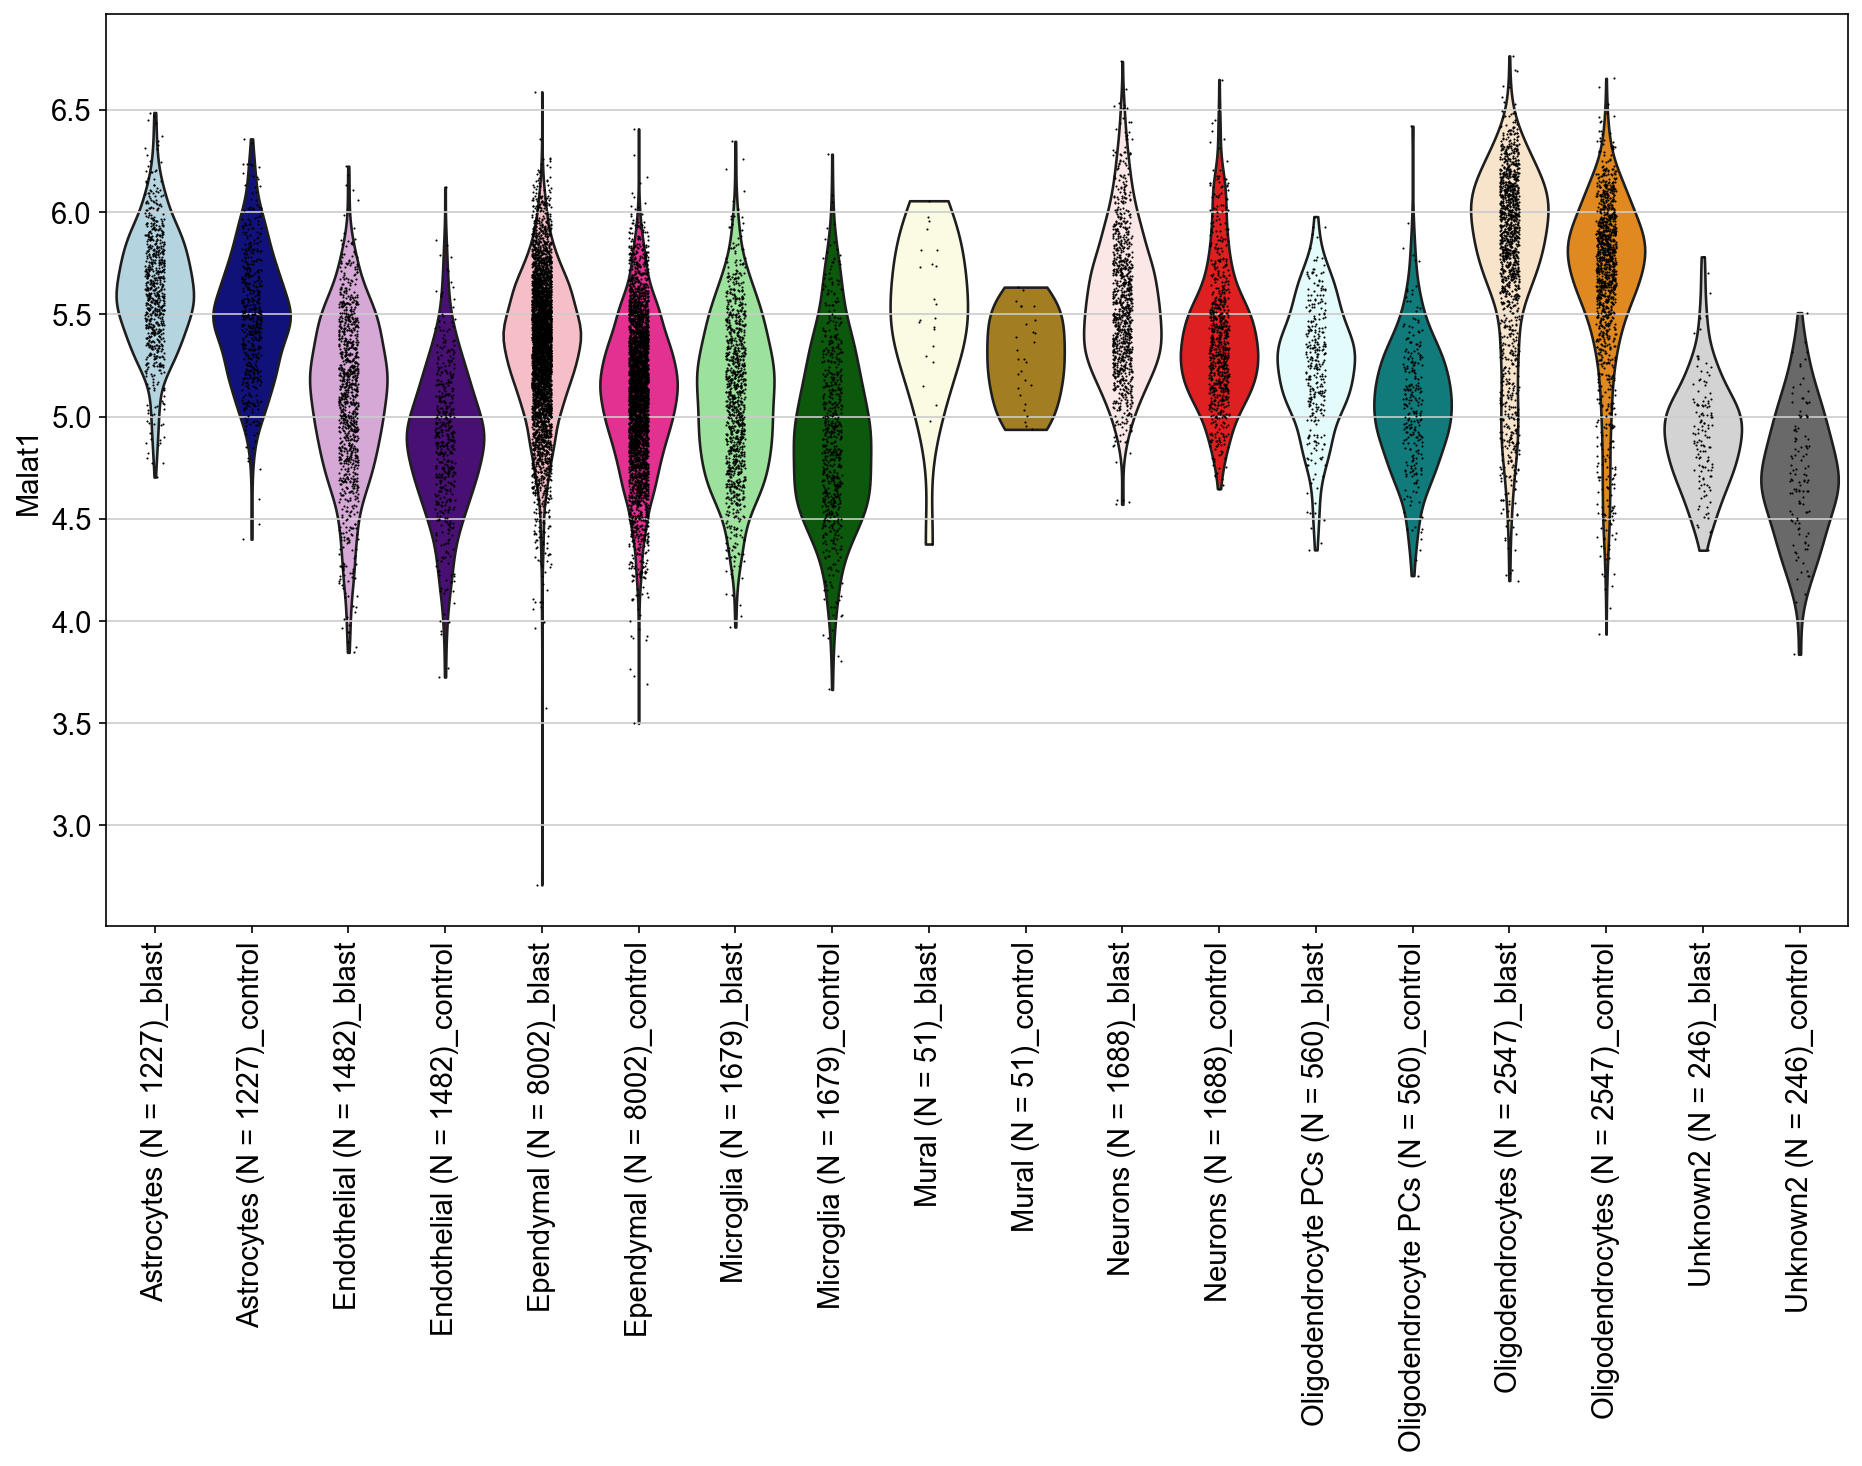 Malat1
6.5
6.0
5.5
5.0
4.5
4.0
3.5
3.0
Astrocytes (N = 1227)_blast
Astrocytes (N = 1227)_control
Endothelial (N = 1482)_blast
Endothelial (N = 1482)_control
Ependymal (N = 8002)_blast
Ependymal (N = 8002)_control
Microglia (N = 1679)_blast
Microglia (N = 1679)_control
Mural (N = 51)_blast
Mural (N = 51)_control
Neurons (N = 1688)_blast
Neurons (N = 1688)_control
Oligodendrocyte PCs (N = 560)_blast
Oligodendrocyte PCs (N = 560)_control
Oligodendrocytes (N = 2547)_blast
Oligodendrocytes (N = 2547)_control
Unknown2 (N = 246)_blast
Unknown2 (N = 246)_control